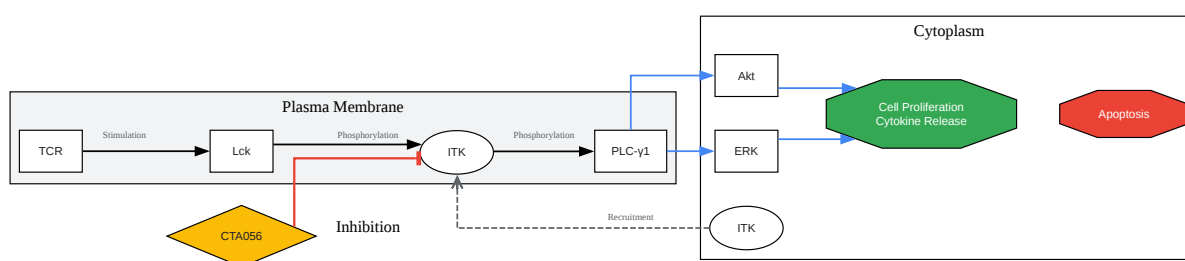 Cytoplasm
Plasma Membrane
Akt
Cell Proliferation
Cytokine Release
Apoptosis
TCR
Stimulation
Lck
Phosphorylation
ITK
Phosphorylation
PLC-γ1
ERK
Recruitment
ITK
CTA056
Inhibition